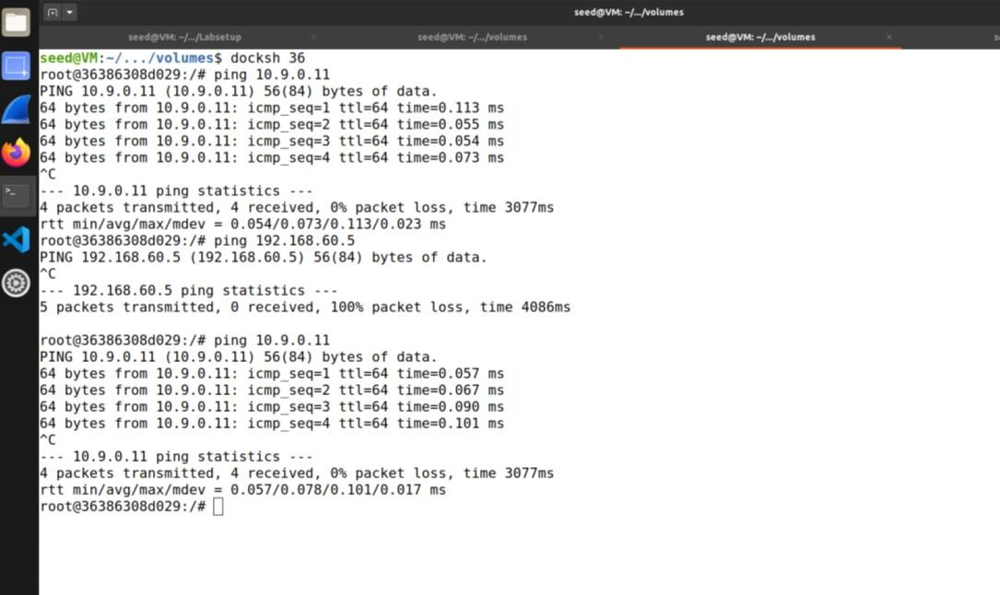 seed@VM: ~/.../volumes
seed@VM: ~/.../Labsetup
seed@VM: ~/.../volumes
seed@VM: ~/.../volumes
seed@VM:~/.../volumes$ docksh 36
root@36386308d029:/# ping 10.9.0.11
PING 10.9.0.11 (10.9.0.11) 56(84) bytes of data.
64 bytes from 10.9.0.11: icmp_seq=1 ttl=64 time=0.113 ms
64 bytes from 10.9.0.11: icmp_seq=2 ttl=64 time=0.055 ms
64 bytes from 10.9.0.11: icmp_seq=3 ttl=64 time=0.054 ms
64 bytes from 10.9.0.11: icmp_seq=4 ttl=64 time=0.073 ms
^C
--- 10.9.0.11 ping statistics ---
4 packets transmitted, 4 received, 0% packet loss, time 3077ms
rtt min/avg/max/mdev = 0.054/0.073/0.113/0.023 ms
root@36386308d029:/# ping 192.168.60.5
PING 192.168.60.5 (192.168.60.5) 56(84) bytes of data.
^C
--- 192.168.60.5 ping statistics ---
5 packets transmitted, 0 received, 100% packet loss, time 4086ms
root@36386308d029:/# ping 10.9.0.11
PING 10.9.0.11 (10.9.0.11) 56(84) bytes of data.
64 bytes from 10.9.0.11: icmp_seq=1 ttl=64 time=0.057 ms
64 bytes from 10.9.0.11: icmp_seq=2 ttl=64 time=0.067 ms
64 bytes from 10.9.0.11: icmp_seq=3 ttl=64 time=0.090 ms
64 bytes from 10.9.0.11: icmp_seq=4 ttl=64 time=0.101 ms
^C
--- 10.9.0.11 ping statistics ---
4 packets transmitted, 4 received, 0% packet loss, time 3077ms
rtt min/avg/max/mdev = 0.057/0.078/0.101/0.017 ms
root@36386308d029:/#